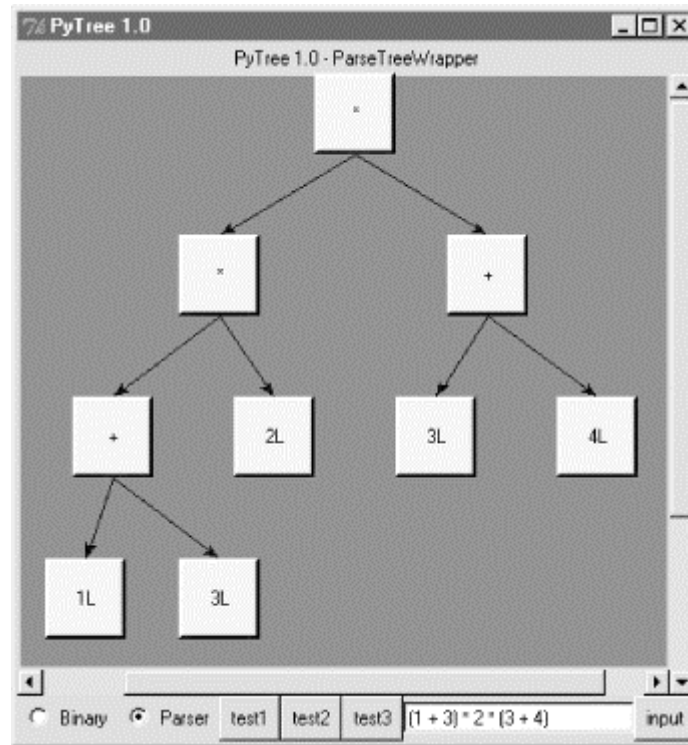 PyTree 1.0
PyTree 1.0 - ParseTreeWrapper
*
* +
+ 2L 3L 4L
1L 3L
Binary Parser test1 test2 test3 (1 + 3) * 2 * (3 + 4) input